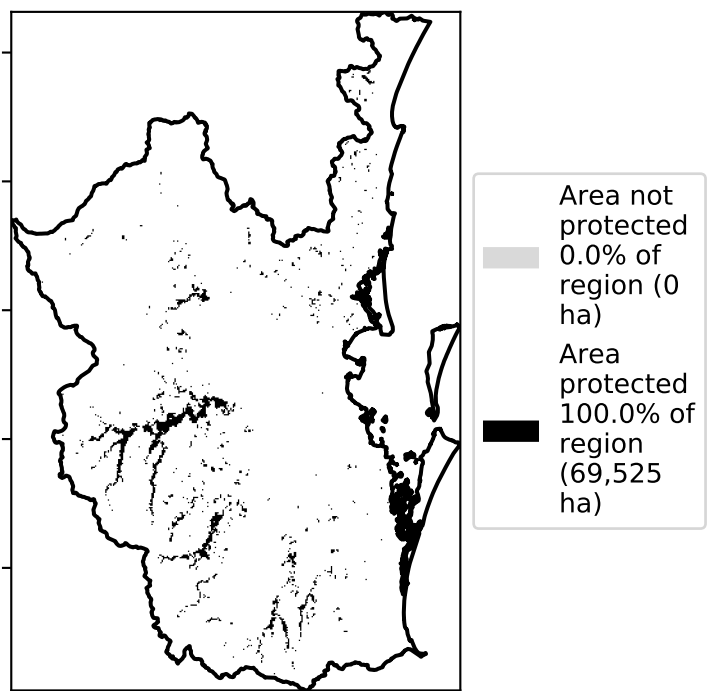 Area not
protected
0.0% of
region (0
ha)
Area
protected
100.0% of
region
(69,525
ha)